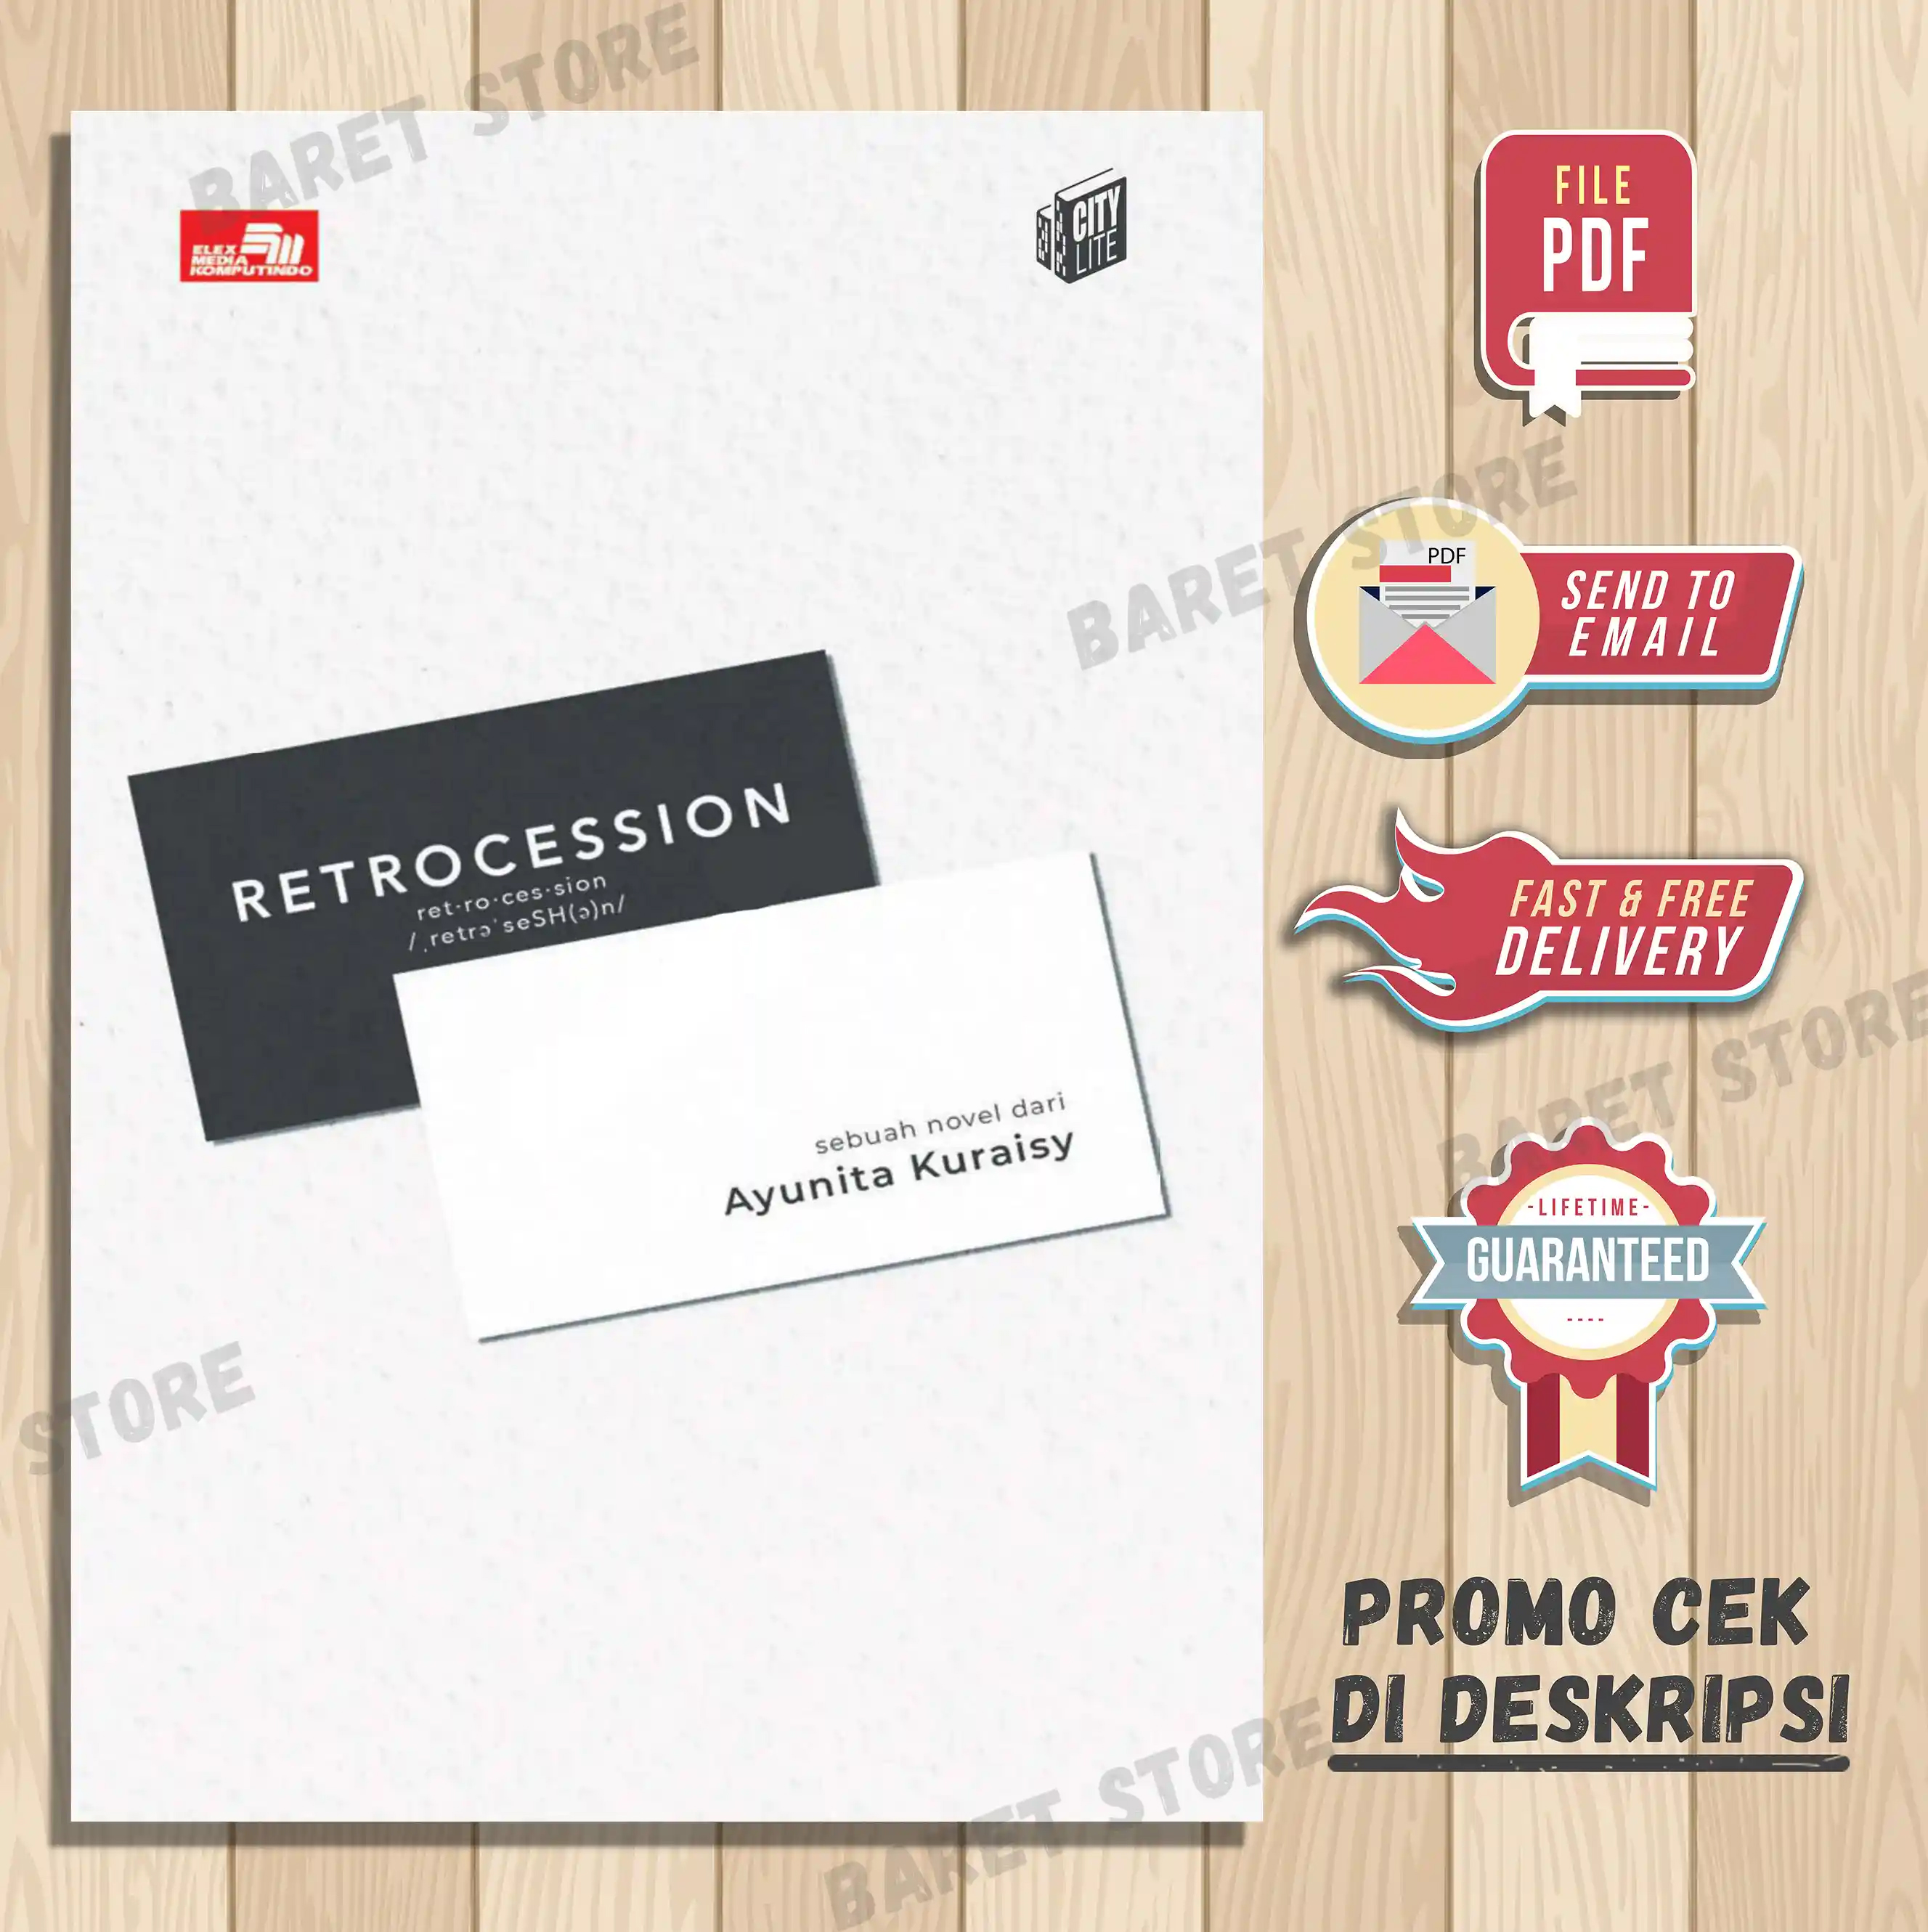 BARET STORE
ELEX
MEDIA
KOMPUTINDO
CITY
LITE
RETROCESSION
ret·ro·ces·sion
/ˌretrəˈseSH(ə)n/
sebuah novel dari
Ayunita Kuraisy
FILE
PDF
BARET STORE
PDF
SEND TO
EMAIL
FAST & FREE
DELIVERY
BARET STORE
-LIFETIME-
GUARANTEED
----
STORE
PROMO CEK
DI DESKRIPSI
BARET STORE